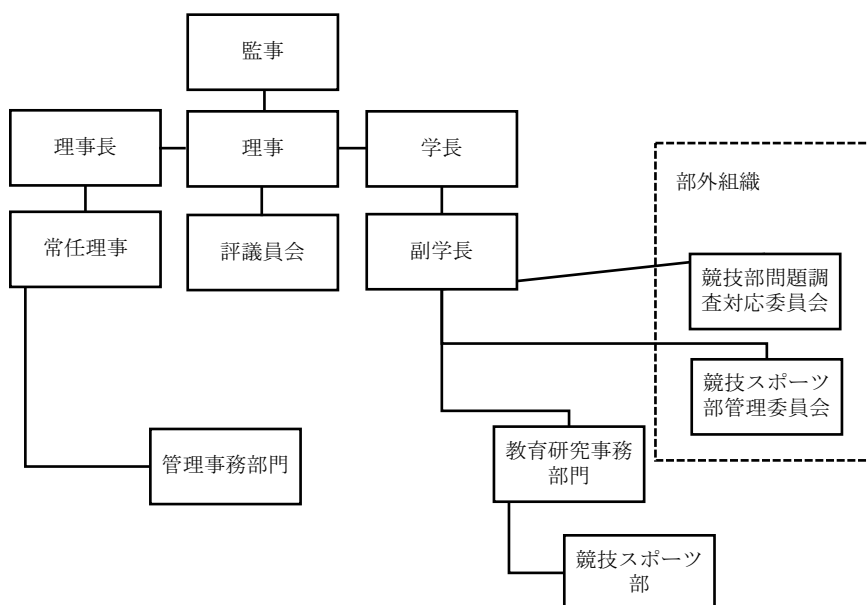 監事
理事長
理事
学長
部外組織
常任理事
評議員会
副学長
競技部問題調
査対応委員会
競技スポーツ
部管理委員会
管理事務部門
教育研究事務
部門
競技スポーツ
部